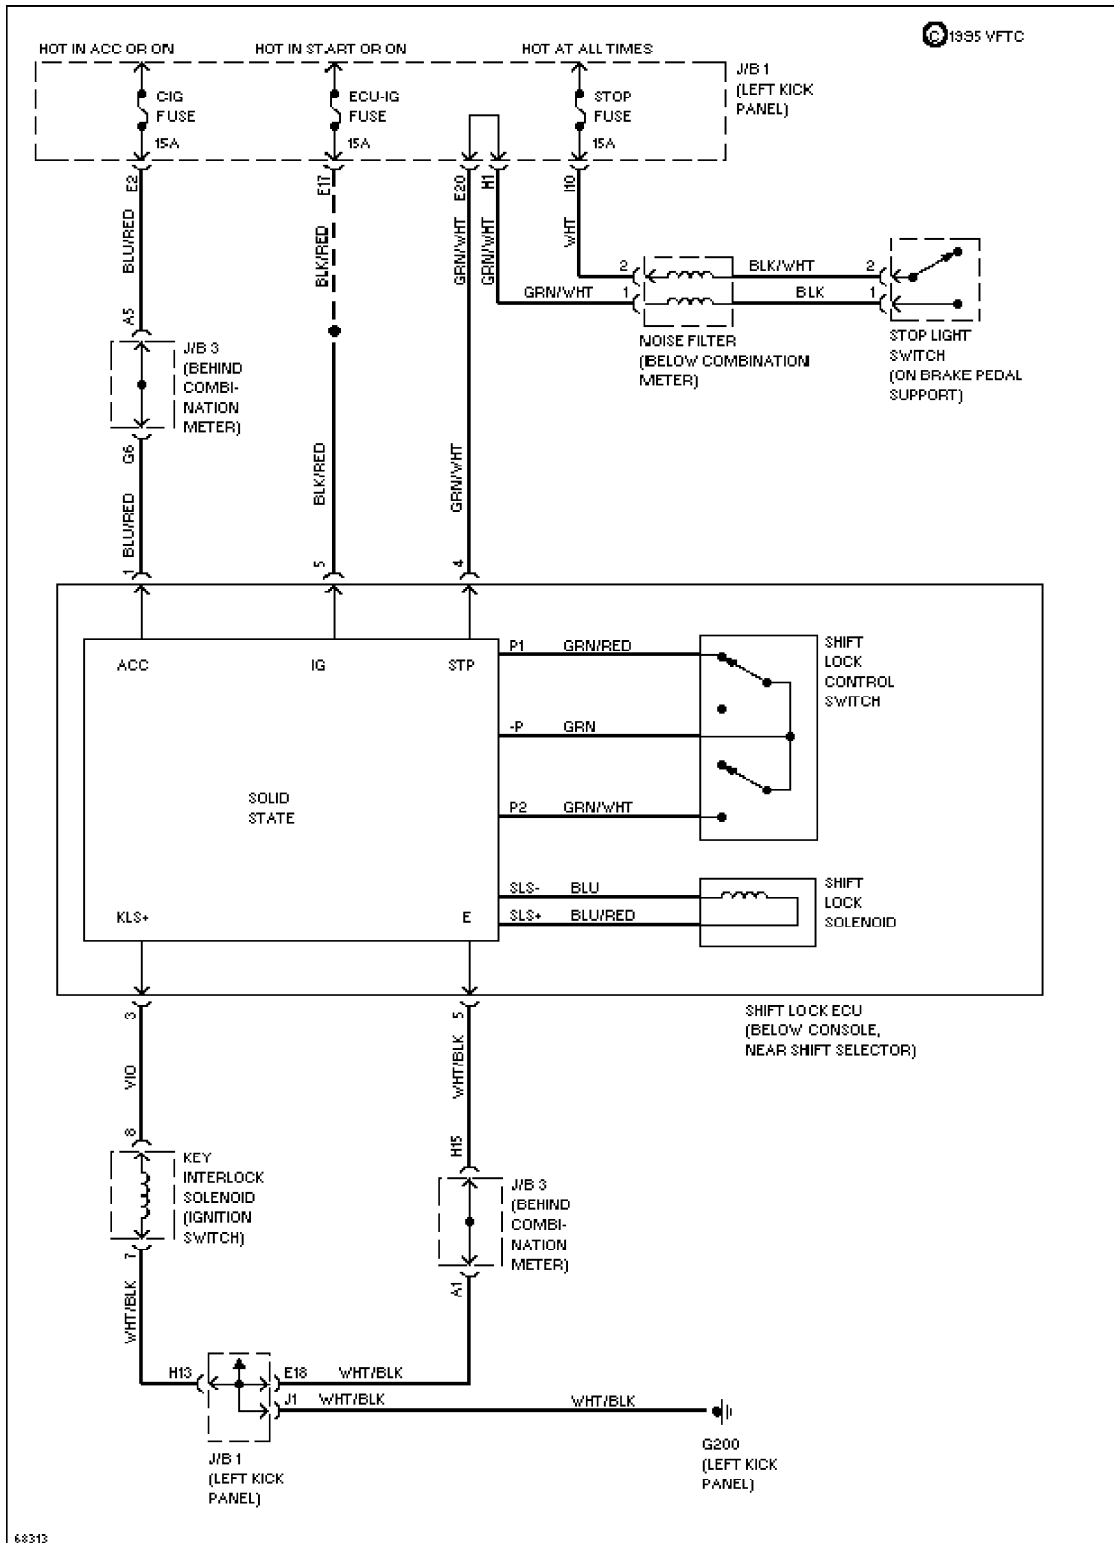 © 1995 VFTC
HOT IN ACC OR ON
HOT IN START OR ON
HOT AT ALL TIMES
J/B 1
(LEFT KICK
PANEL)
CIG
FUSE
15A
ECU-IG
FUSE
15A
STOP
FUSE
15A
E2
E17
E20
H1
I10
BLU/RED
BLK/RED
GRN/WHT
GRN/WHT
WHT
2
BLK/WHT
2
GRN/WHT
1
BLK
1
NOISE FILTER
(BELOW COMBINATION
METER)
STOP LIGHT
SWITCH
(ON BRAKE PEDAL
SUPPORT)
A5
J/B 3
(BEHIND
COMBI-
NATION
METER)
G6
BLU/RED
BLK/RED
GRN/WHT
1
5
4
ACC
IG
STP
P1
GRN/RED
SHIFT
LOCK
CONTROL
SWITCH
-P
GRN
SOLID
STATE
P2
GRN/WHT
SLS-
BLU
SHIFT
LOCK
SOLENOID
KLS+
E
SLS+
BLU/RED
3
5
SHIFT LOCK ECU
(BELOW CONSOLE,
NEAR SHIFT SELECTOR)
VIO
WHT/BLK
8
H15
KEY
INTERLOCK
SOLENOID
(IGNITION
SWITCH)
J/B 3
(BEHIND
COMBI-
NATION
METER)
7
A1
WHT/BLK
H13
E18
WHT/BLK
J1
WHT/BLK
WHT/BLK
J/B 1
(LEFT KICK
PANEL)
G200
(LEFT KICK
PANEL)
68313